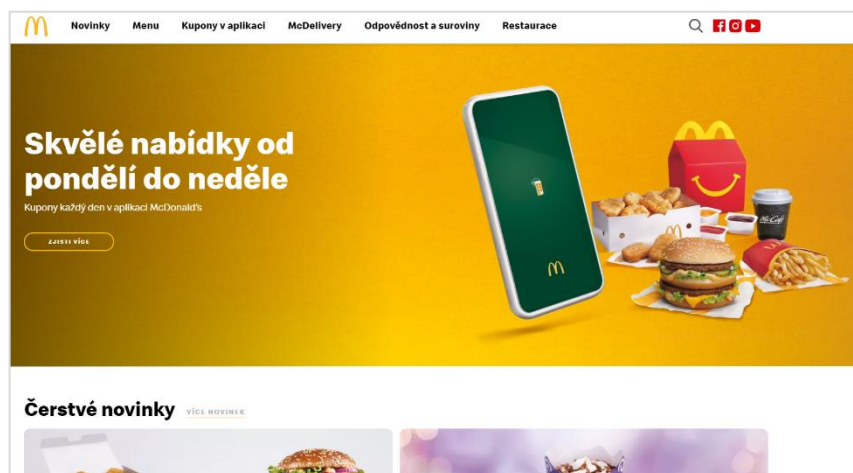 Novinky Menu Kupony v aplikaci McDelivery Odpovědnost a suroviny Restaurace
Skvělé nabídky od
pondělí do neděle
Kupony každý den v aplikaci McDonald's
ZJISTI VÍCE
McCafé
Čerstvé novinky VÍCE NOVINEK